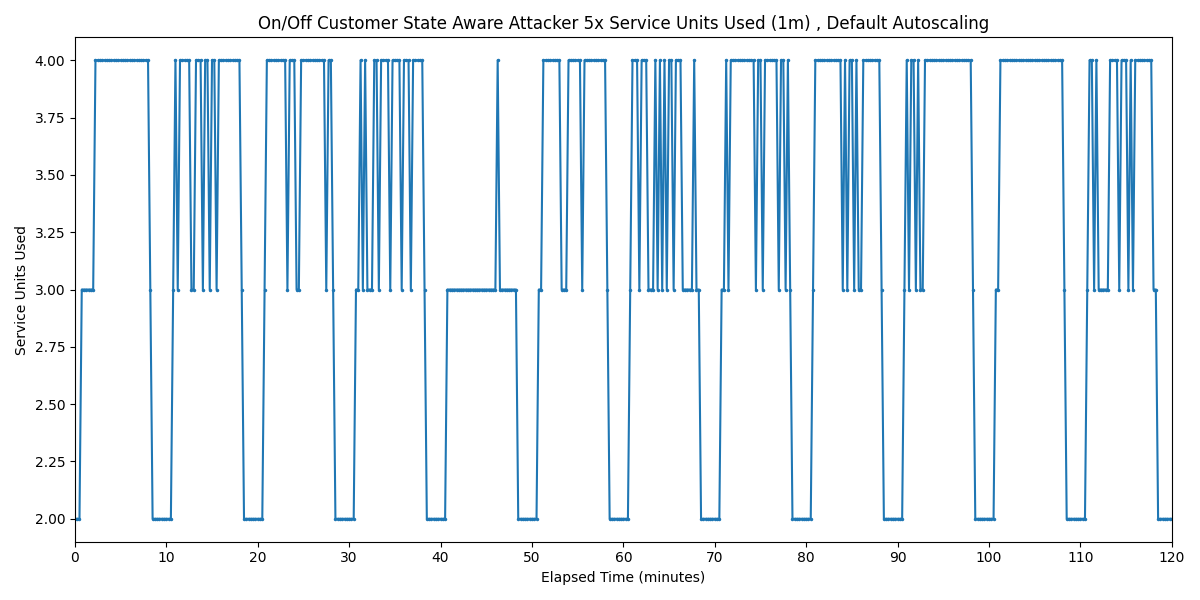 On/Off Customer State Aware Attacker 5x Service Units Used (1m) , Default Autoscaling
4.00
3.75
3.50
3.25
3.00
2.75
2.50
2.25
2.00
Service Units Used
0 10 20 30 40 50 60 70 80 90 100 110 120
Elapsed Time (minutes)